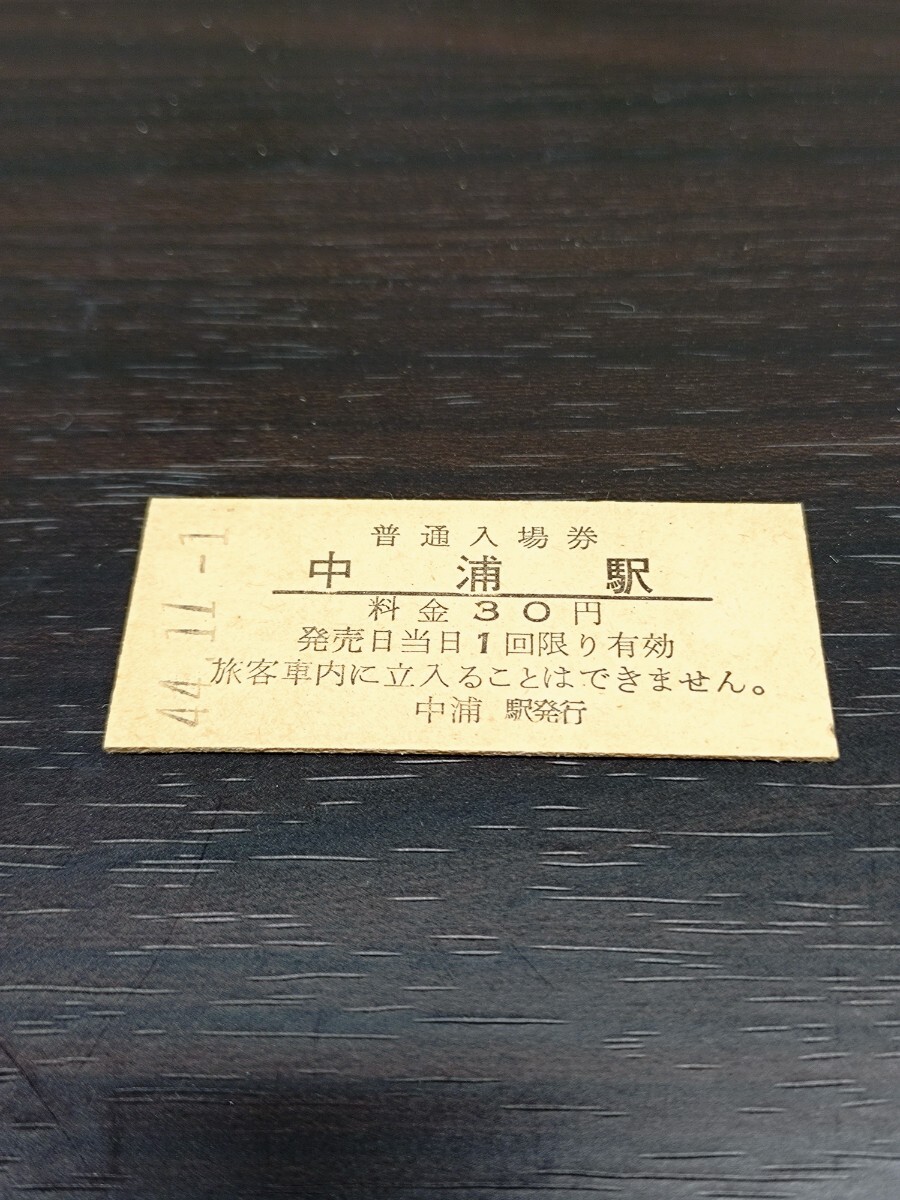 普通入場券
中浦駅
料金30円
発売日当日1回限り有効
旅客車内に立入ることはできません。
中浦 駅発行
44.11.-1